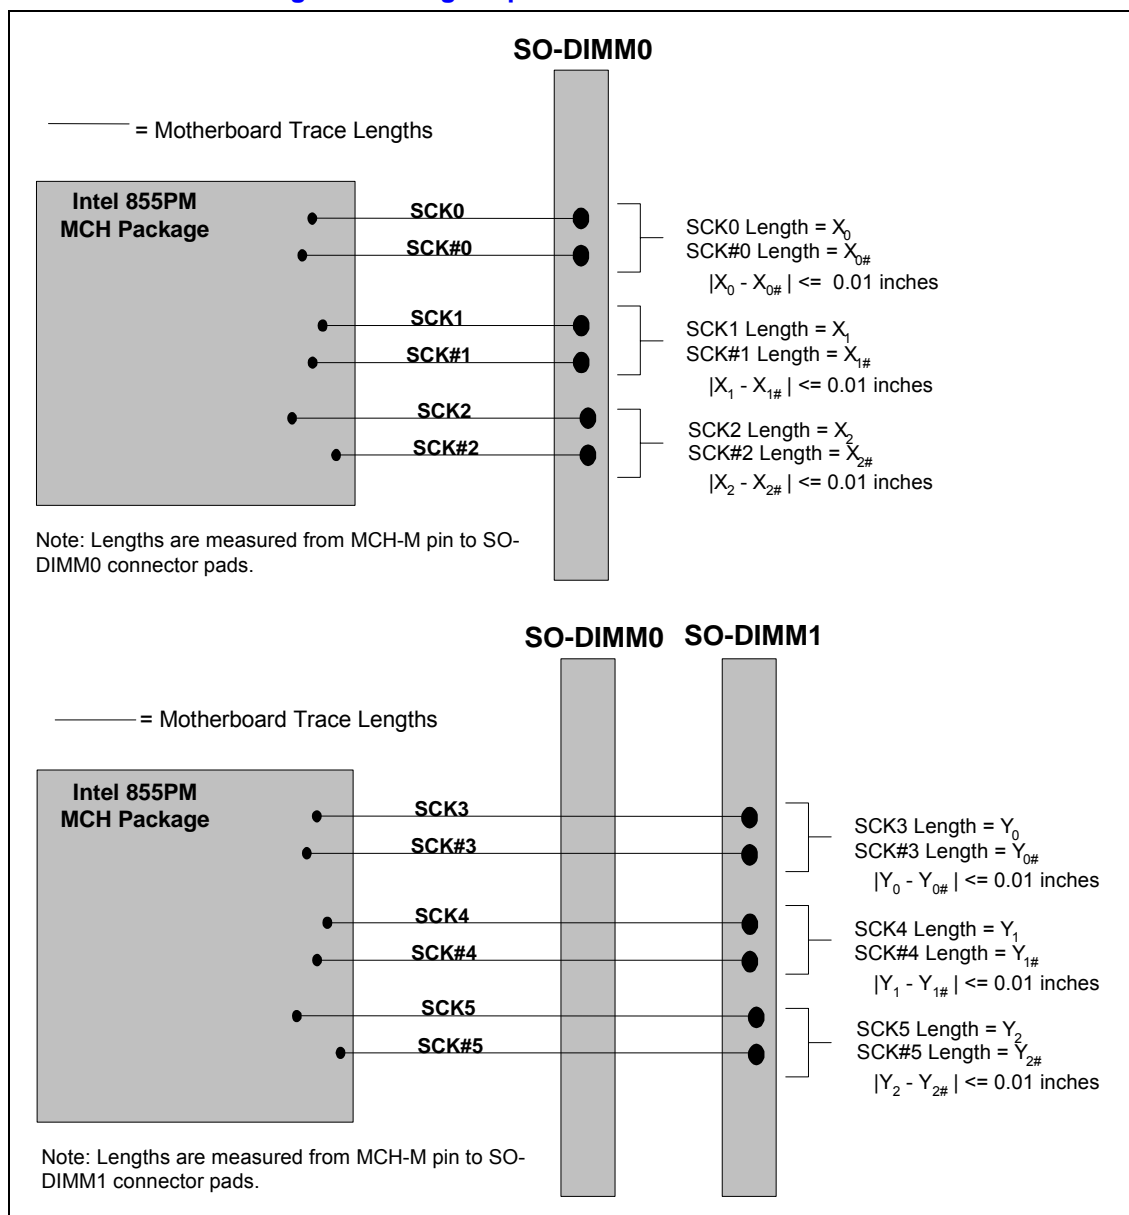 SO-DIMM0
= Motherboard Trace Lengths
Intel 855PM
MCH Package
SCK0
SCK#0
SCK0 Length = X0
SCK#0 Length = X0#
|X0 - X0# | <= 0.01 inches
SCK1
SCK#1
SCK1 Length = X1
SCK#1 Length = X1#
|X1 - X1# | <= 0.01 inches
SCK2
SCK#2
SCK2 Length = X2
SCK#2 Length = X2#
|X2 - X2# | <= 0.01 inches
Note: Lengths are measured from MCH-M pin to SO-
DIMM0 connector pads.
SO-DIMM0 SO-DIMM1
= Motherboard Trace Lengths
Intel 855PM
MCH Package
SCK3
SCK#3
SCK3 Length = Y0
SCK#3 Length = Y0#
|Y0 - Y0# | <= 0.01 inches
SCK4
SCK#4
SCK4 Length = Y1
SCK#4 Length = Y1#
|Y1 - Y1# | <= 0.01 inches
SCK5
SCK#5
SCK5 Length = Y2
SCK#5 Length = Y2#
|Y2 - Y2# | <= 0.01 inches
Note: Lengths are measured from MCH-M pin to SO-
DIMM1 connector pads.